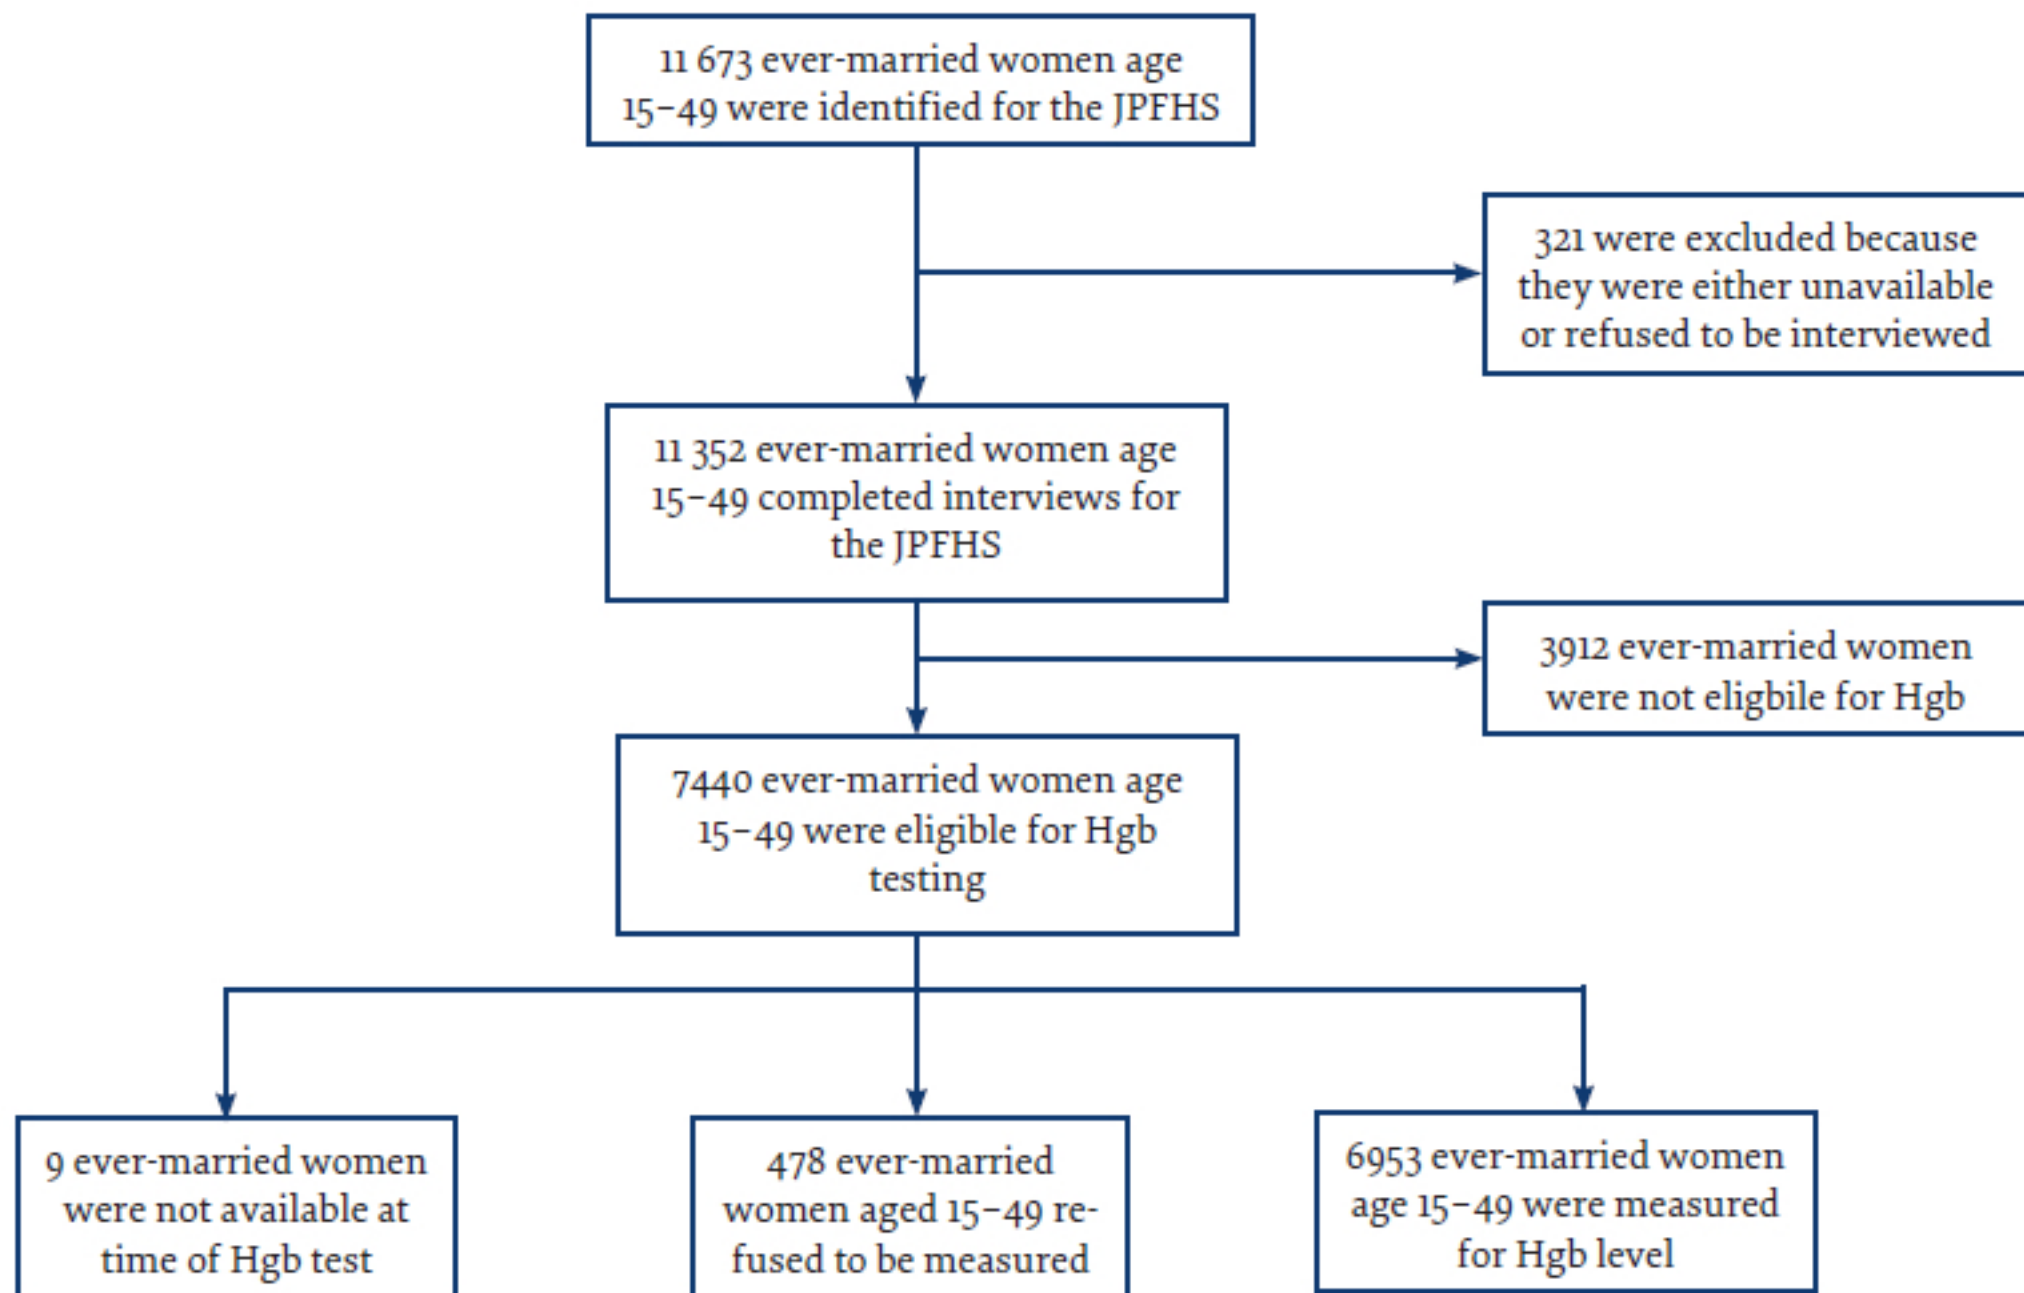 11 673 ever-married women age
15–49 were identified for the JPFHS
321 were excluded because
they were either unavailable
or refused to be interviewed
11 352 ever-married women age
15–49 completed interviews for
the JPFHS
3912 ever-married women
were not eligbile for Hgb
7440 ever-married women age
15–49 were eligible for Hgb
testing
9 ever-married women
were not available at
time of Hgb test
478 ever-married
women aged 15–49 re-
fused to be measured
6953 ever-married women
age 15–49 were measured
for Hgb level